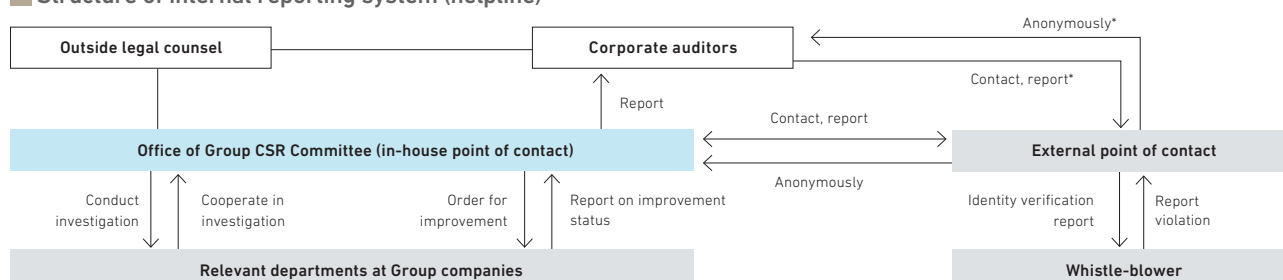 Structure of internal reporting system (helpline)
Outside legal counsel
Corporate auditors
Anonymously*
Contact, report*
Report
Contact, report
Office of Group CSR Committee (in-house point of contact)
External point of contact
Anonymously
Conduct
investigation
Cooperate in
investigation
Order for
improvement
Report on improvement
status
Identity verification
report
Report
violation
Relevant departments at Group companies
Whistle-blower